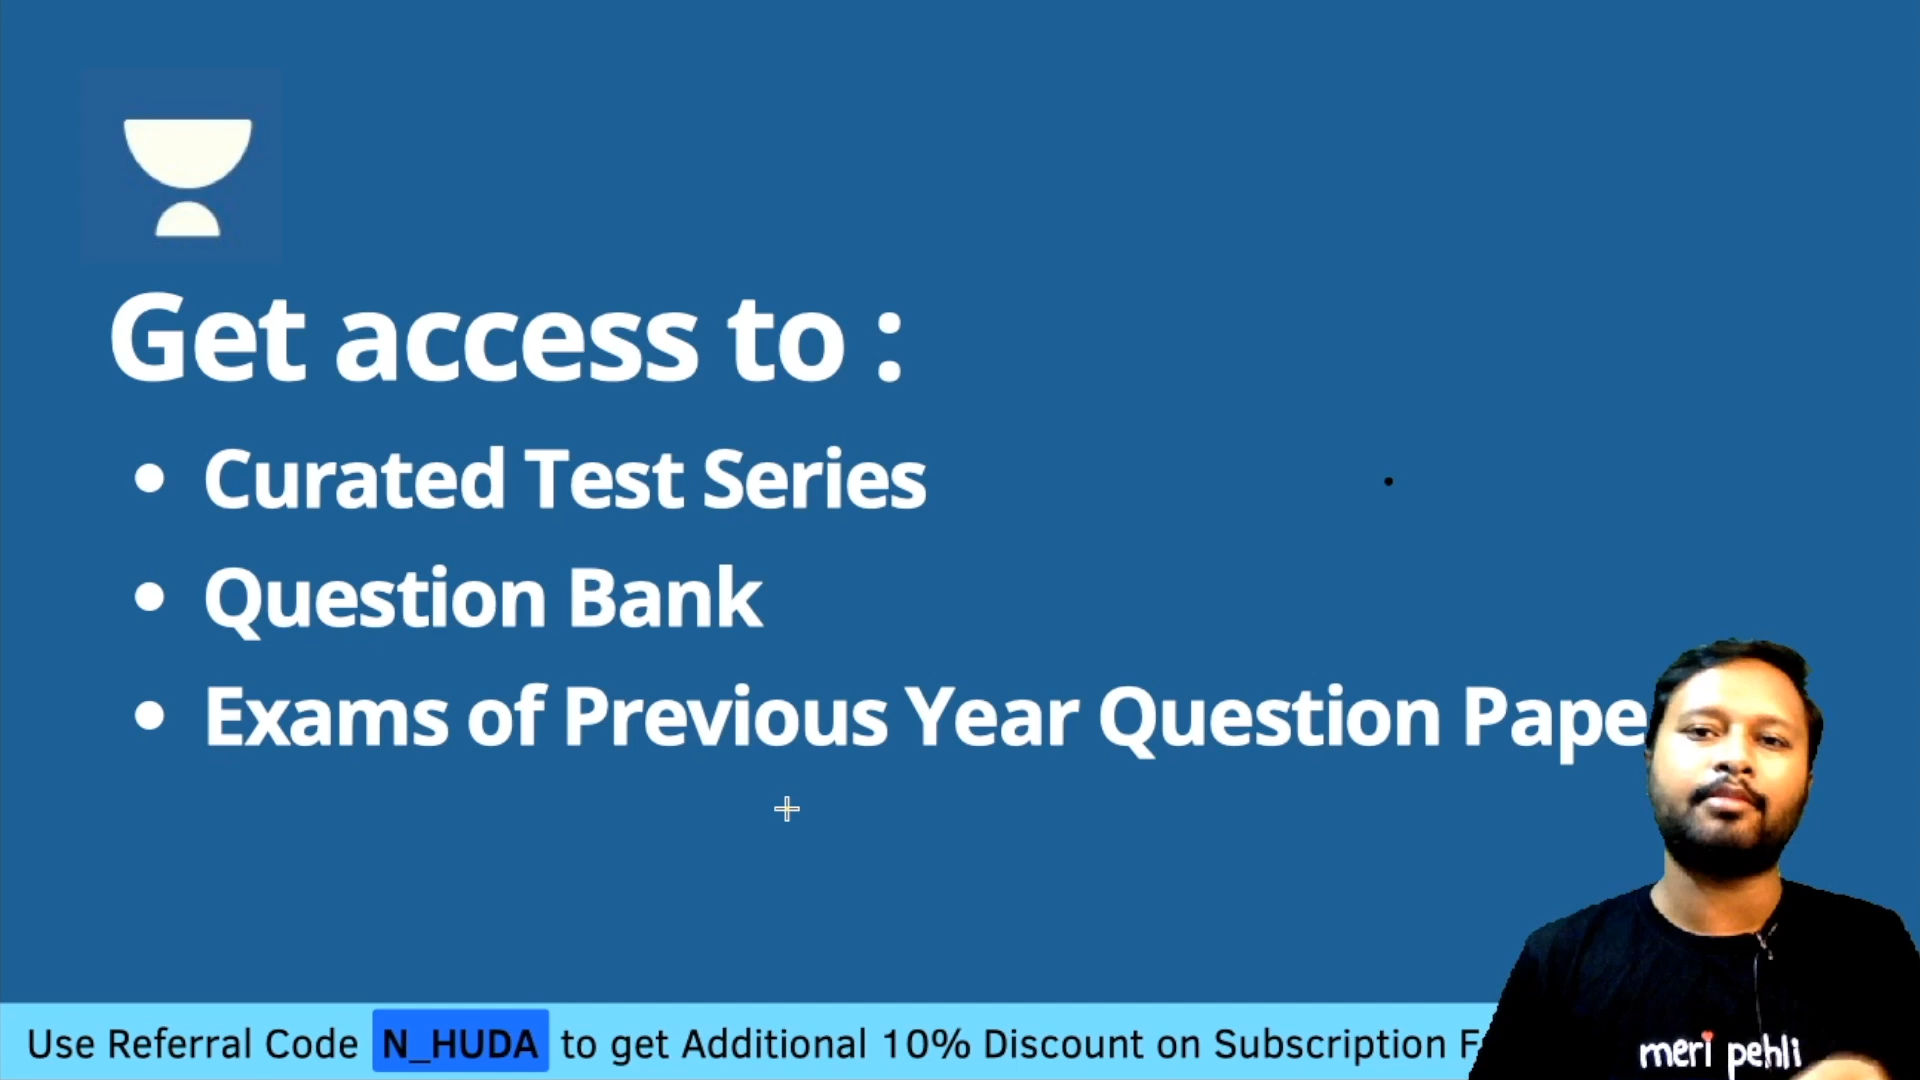 Get access to :
• Curated Test Series
• Question Bank
• Exams of Previous Year Question Pape
Use Referral Code N_HUDA to get Additional 10% Discount on Subscription F
meri pehli